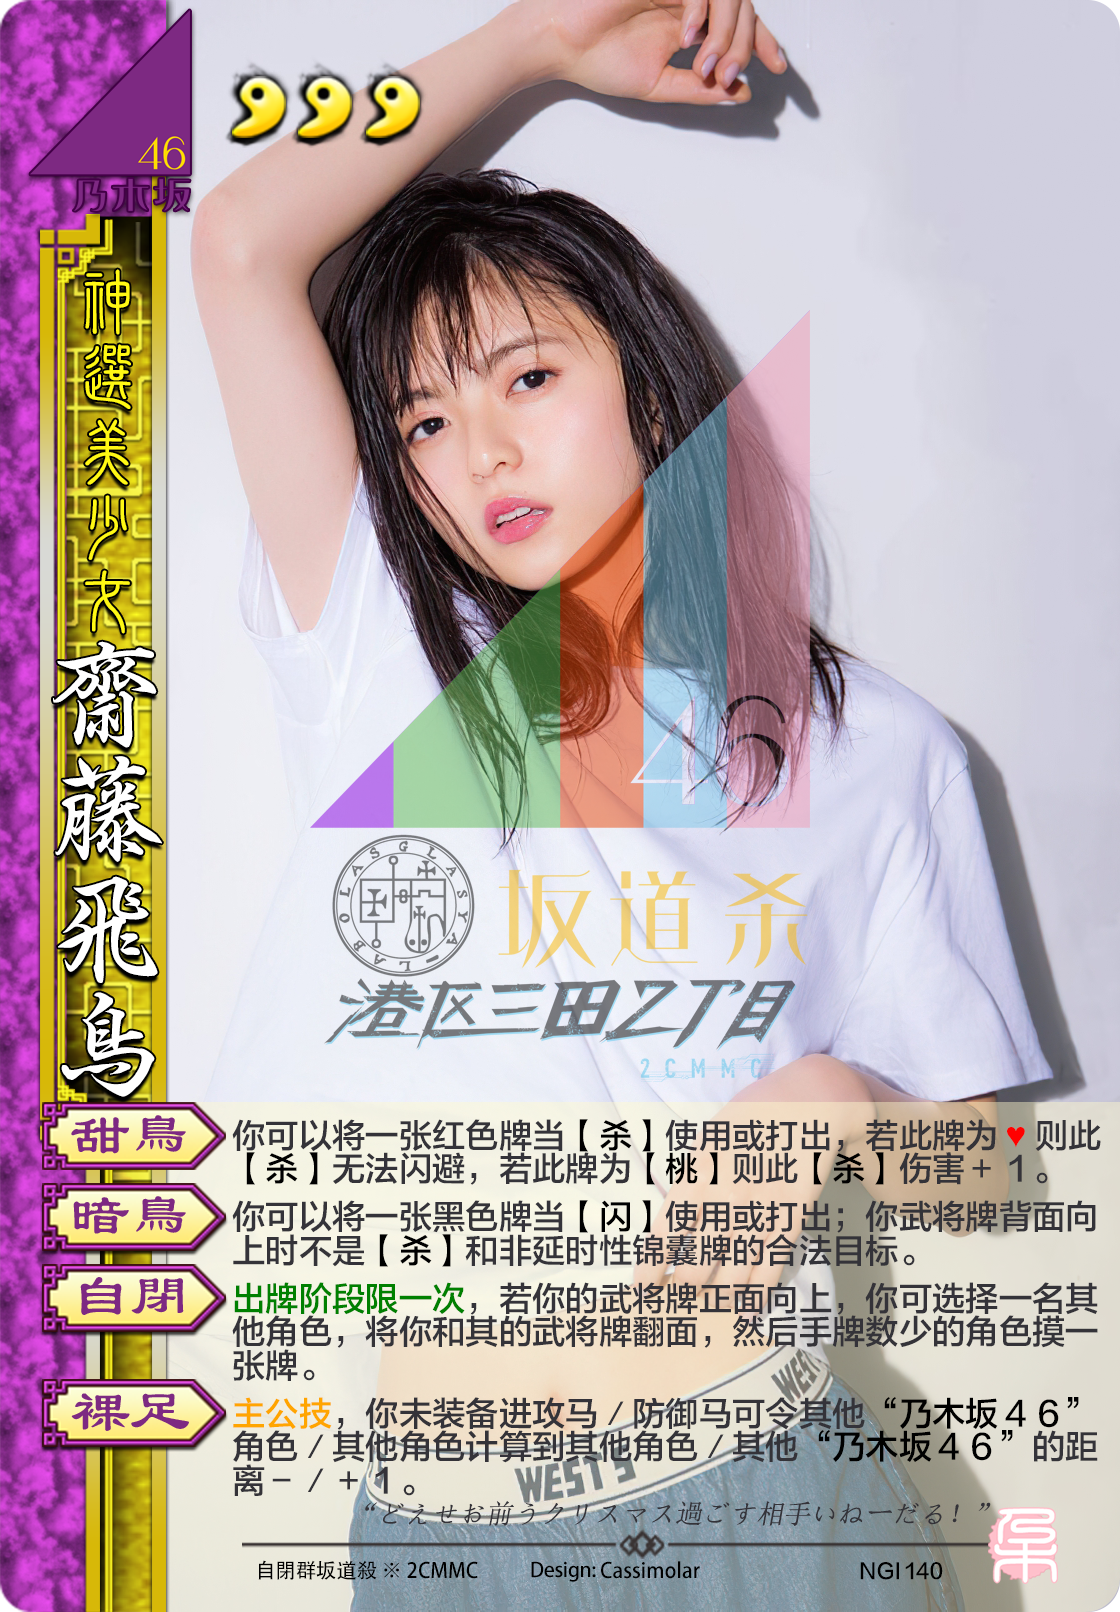 46
乃木坂
神選美少女
齋藤飛鳥
46
GLASYA-LABOLAS
坂道杀
港区三田乙丁目
2CMMC
甜鳥
你可以将一张红色牌当【杀】使用或打出，若此牌为♥则此
【杀】无法闪避，若此牌为【桃】则此【杀】伤害＋１。
暗鳥
你可以将一张黑色牌当【闪】使用或打出；你武将牌背面向
上时不是【杀】和非延时性锦囊牌的合法目标。
自閉
出牌阶段限一次，若你的武将牌正面向上，你可选择一名其
他角色，将你和其的武将牌翻面，然后手牌数少的角色摸一
张牌。
裸足
主公技，你未装备进攻马／防御马可令其他“乃木坂４６”
角色／其他角色计算到其他角色／其他“乃木坂４６”的距
离－／＋１。
WEST'S
WES
“どえせお前うクリスマス過ごす相手いねーだる！”
自閉群坂道殺 ※ 2CMMC
Design: Cassimolar
NGI 140